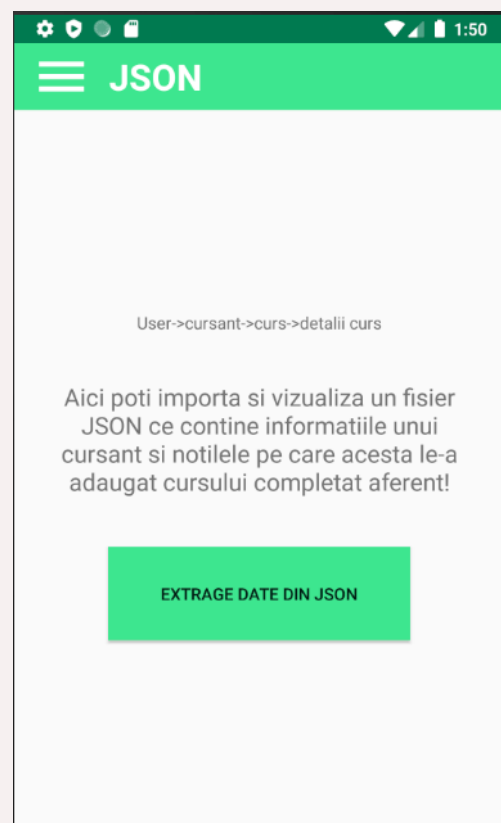 1:50
JSON
User->cursant->curs->detalii curs
Aici poti importa si vizualiza un fisier
JSON ce contine informatiile unui
cursant si notilele pe care acesta le-a
adaugat cursului completat aferent!
EXTRAGE DATE DIN JSON